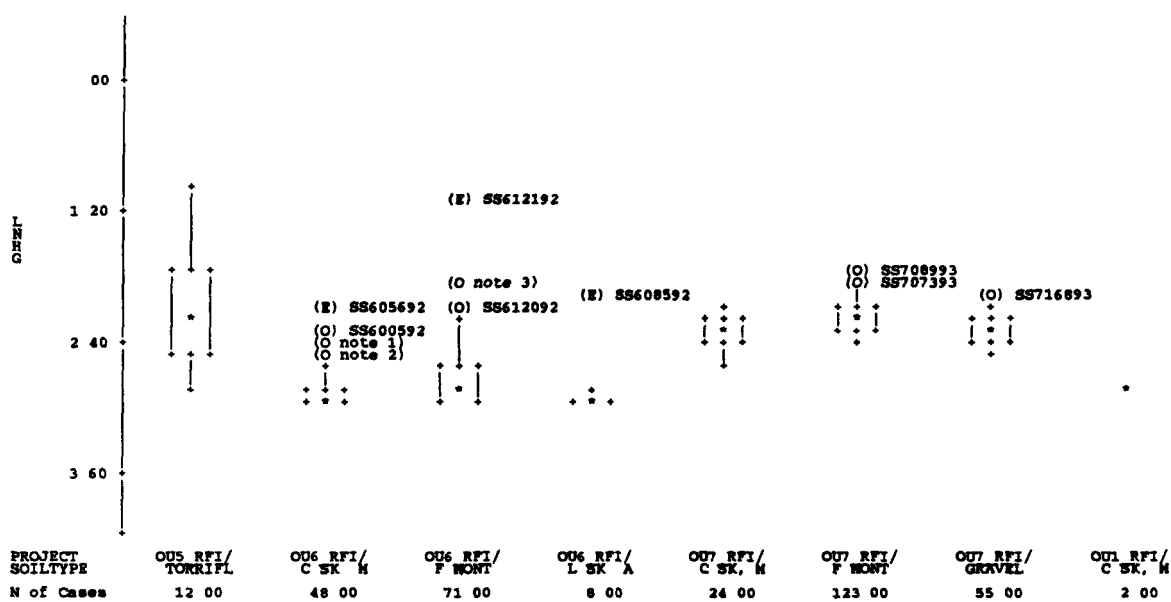 00
(E) SS612192
1 20
LNHG
(O) SS708993
(O note 3) (O) SS707393
(E) SS608592 (O) SS716893
(E) SS605692 (O) SS612092
(O) SS600592
2 40 (O note 1)
(O note 2)
3 60
PROJECT OU5 RFI/ OU6 RFI/ OU6 RFI/ OU6 RFI/ OU7 RFI/ OU7 RFI/ OU7 RFI/ OU1 RFI/
SOILTYPE TORRIFL C SK M F MONT L SK A C SK, M F MONT GRAVEL C SK, M
N of Cases 12 00 48 00 71 00 8 00 24 00 123 00 55 00 2 00